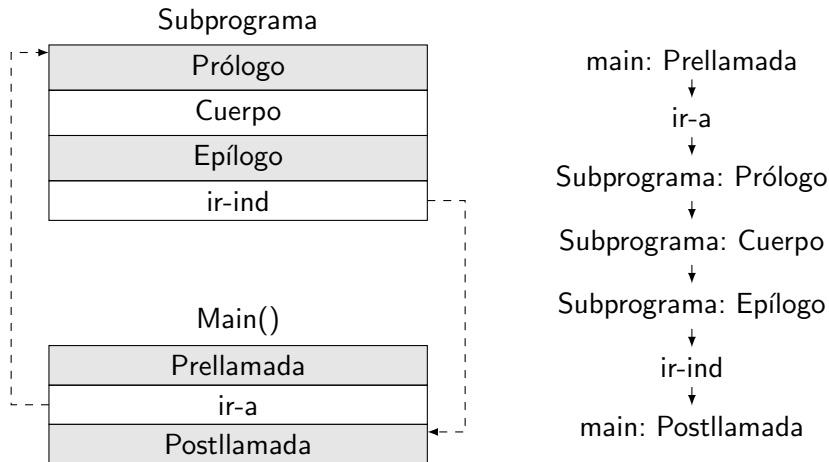 Subprograma
Prólogo
Cuerpo
Epílogo
ir-ind
Main()
Prellamada
ir-a
Postllamada
main: Prellamada
ir-a
Subprograma: Prólogo
Subprograma: Cuerpo
Subprograma: Epílogo
ir-ind
main: Postllamada